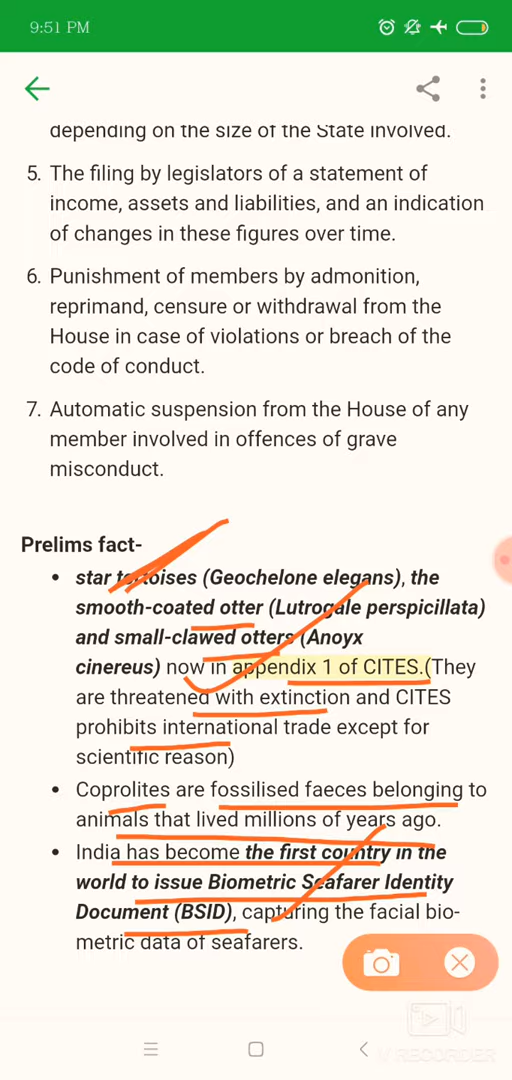 9:51 PM
depending on the size of the State involved.
5. The filing by legislators of a statement of
income, assets and liabilities, and an indication
of changes in these figures over time.
6. Punishment of members by admonition,
reprimand, censure or withdrawal from the
House in case of violations or breach of the
code of conduct.
7. Automatic suspension from the House of any
member involved in offences of grave
misconduct.
Prelims fact-
• star tortoises (Geochelone elegans), the
smooth-coated otter (Lutrogale perspicillata)
and small-clawed otters (Anoyx
cinereus) now in appendix 1 of CITES.(They
are threatened with extinction and CITES
prohibits international trade except for
scientific reason)
• Coprolites are fossilised faeces belonging to
animals that lived millions of years ago.
• India has become the first country in the
world to issue Biometric Seafarer Identity
Document (BSID), capturing the facial bio-
metric data of seafarers.
V RECORDER